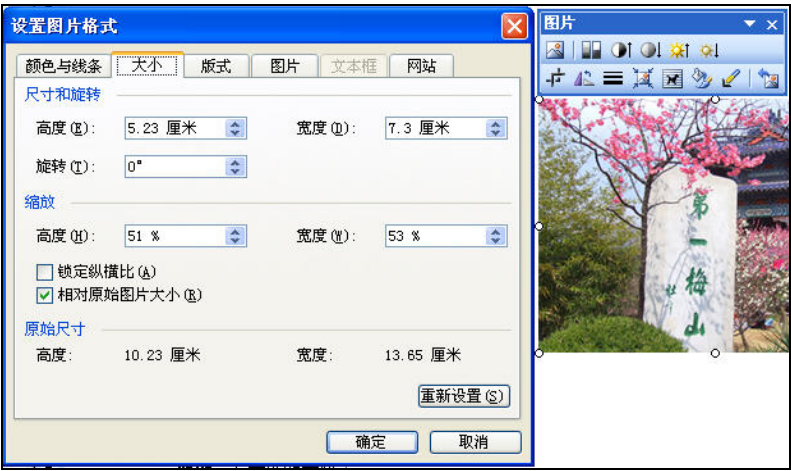 设置图片格式
颜色与线条 大小 版式 图片 文本框 网站
尺寸和旋转
高度(E): 5.23 厘米 宽度(D): 7.3 厘米
旋转(T): 0°
缩放
高度(H): 51 % 宽度(W): 53 %
锁定纵横比(A)
相对原始图片大小(R)
原始尺寸
高度: 10.23 厘米 宽度: 13.65 厘米
重新设置(S)
确定 取消
图片
第一梅山